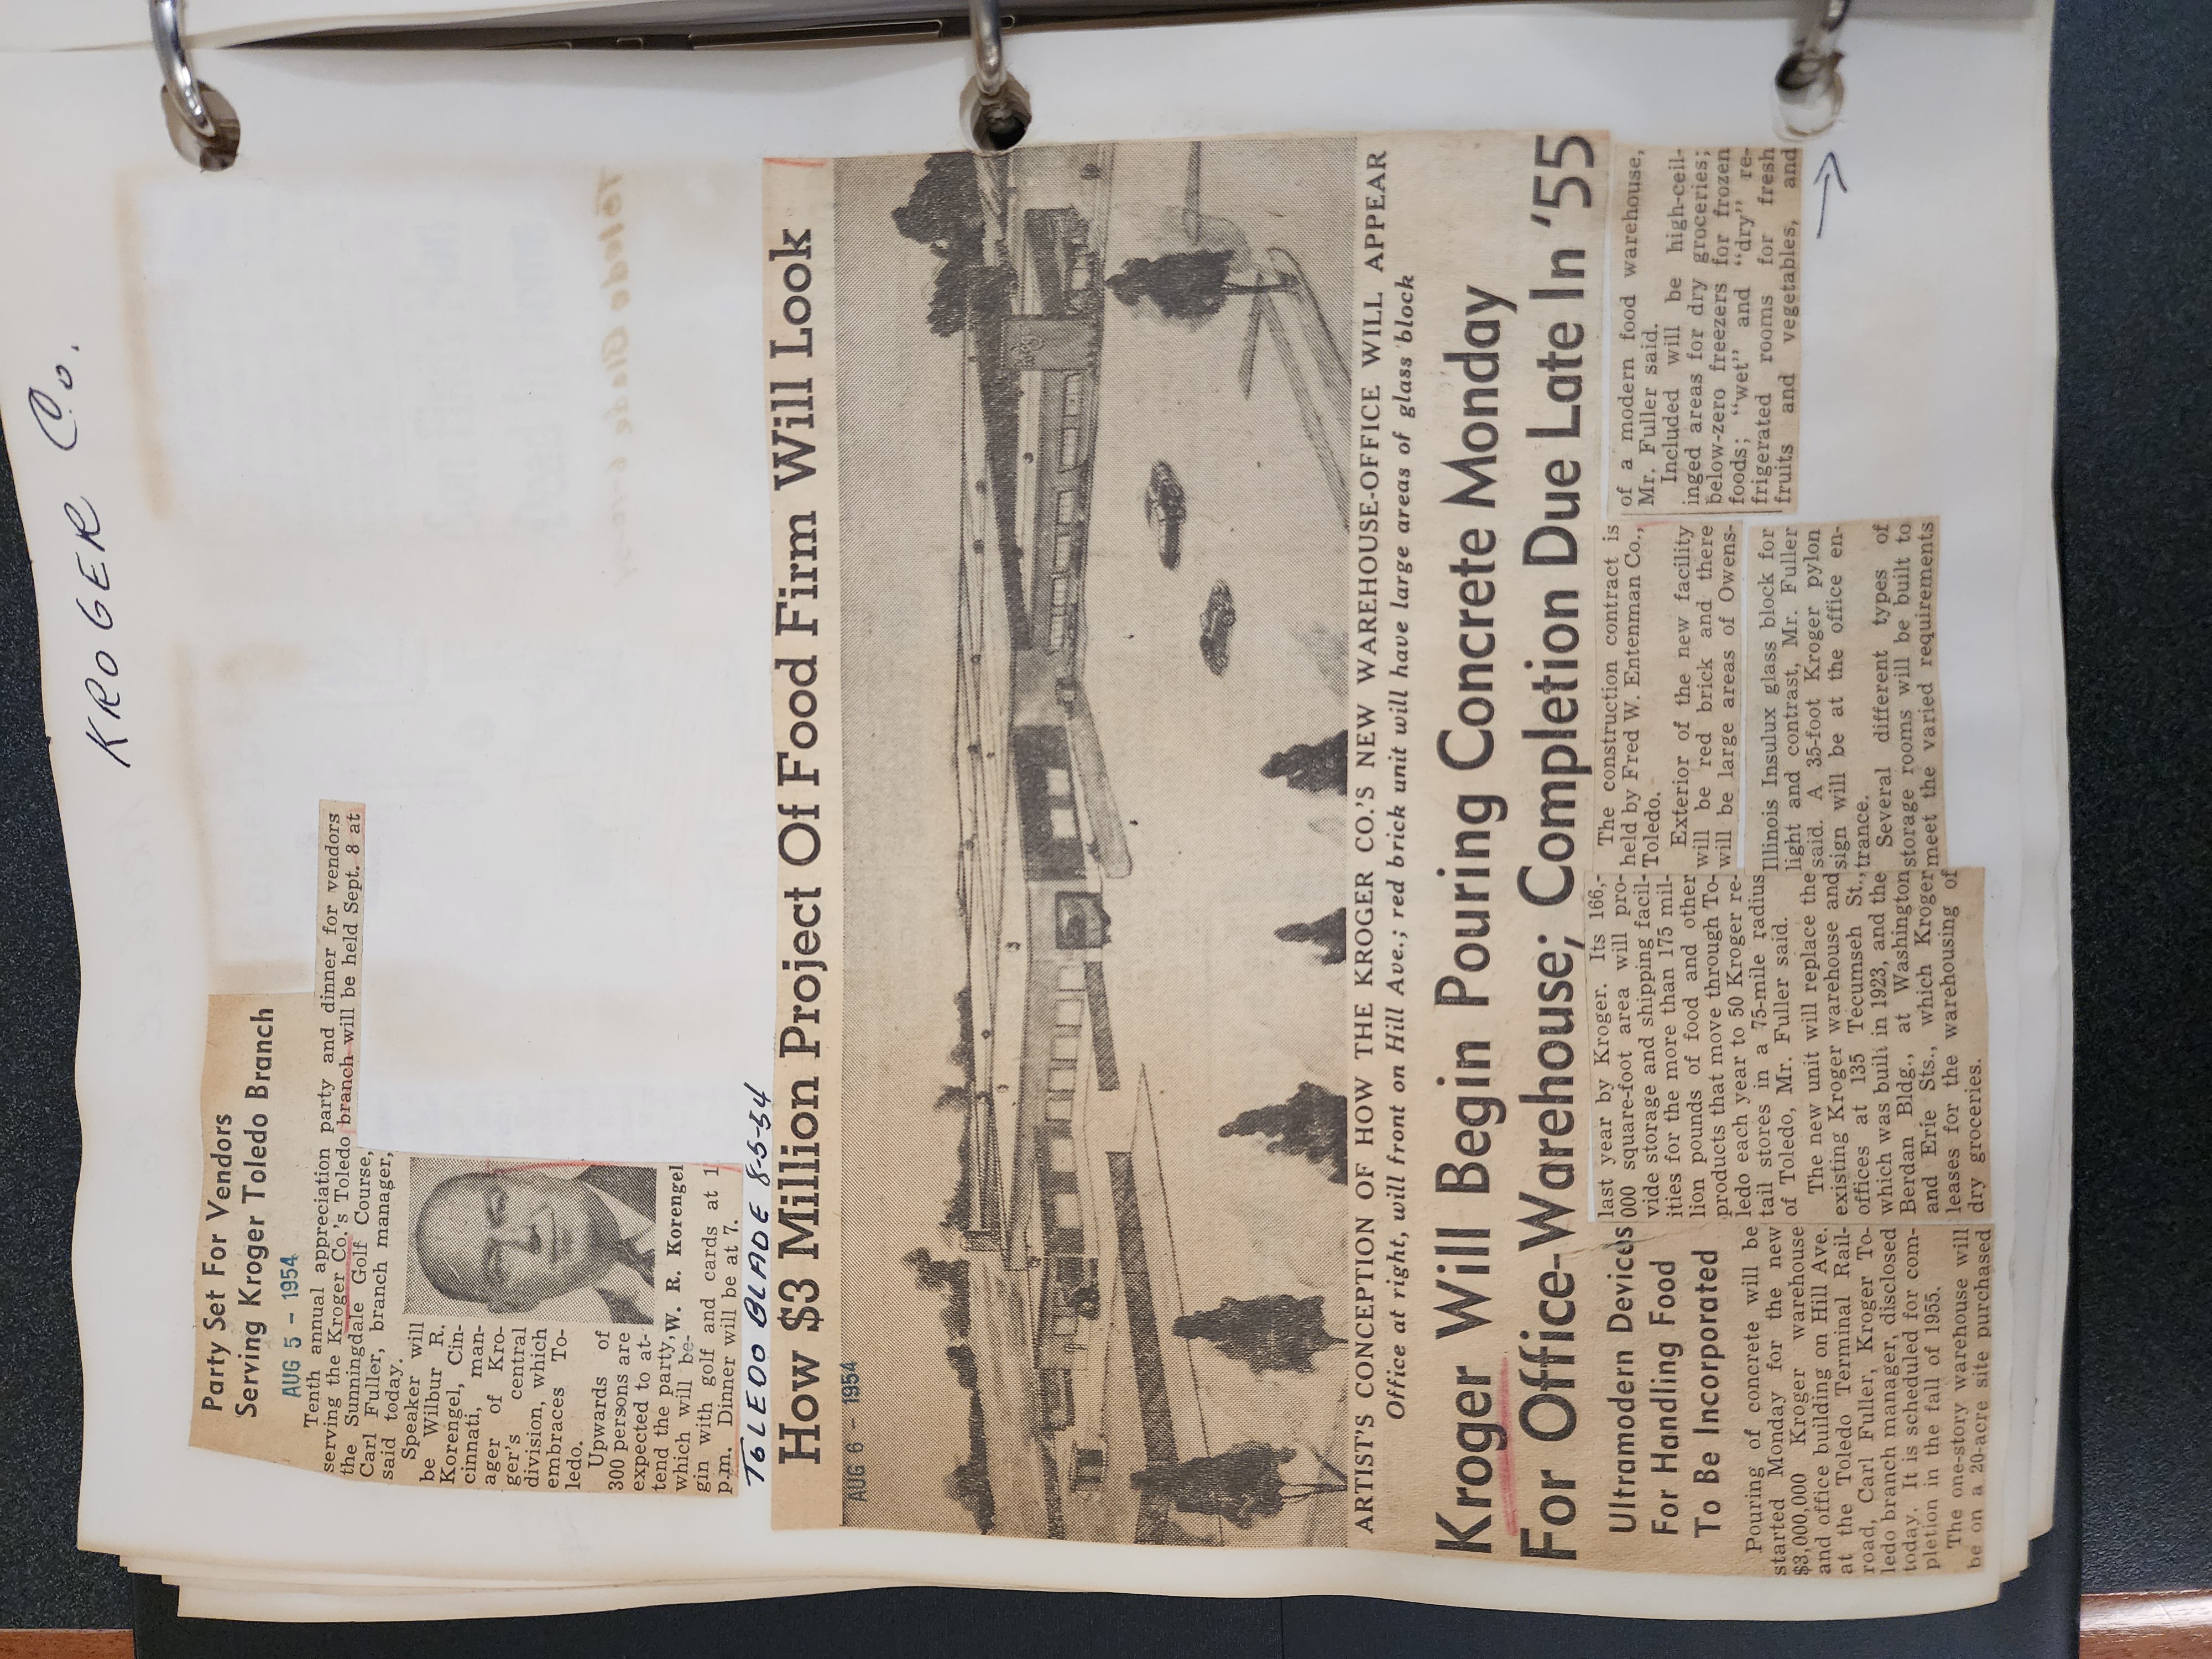 KROGER Co.
Party Set For Vendors
Serving Kroger Toledo Branch
AUG 5 - 1954
Tenth annual appreciation party and dinner for vendors
serving the Kroger Co.'s Toledo branch will be held Sept. 8 at
the Sunningdale Golf Course,
Carl Fuller, branch manager,
said today.
Speaker will
be Wilbur R.
Korengel, Cin-
cinnati, man-
ager of Kro-
ger's central
division, which
embraces To-
ledo.
Upwards of
300 persons are
expected to at-
tend the party,
which will be-
gin with golf and cards at 1
p.m. Dinner will be at 7.
W. R. Korengel
TOLEDO BLADE 8-5-54
How $3 Million Project Of Food Firm Will Look
AUG 6 - 1954
ARTIST'S CONCEPTION OF HOW THE KROGER CO.'S NEW WAREHOUSE-OFFICE WILL APPEAR
Office at right, will front on Hill Ave.; red brick unit will have large areas of glass block
Kroger Will Begin Pouring Concrete Monday
For Office-Warehouse; Completion Due Late In '55
Ultramodern Devices
For Handling Food
To Be Incorporated
Pouring of concrete will be
started Monday for the new
$3,000,000 Kroger warehouse
and office building on Hill Ave.
at the Toledo Terminal Rail-
road, Carl Fuller, Kroger To-
ledo branch manager, disclosed
today. It is scheduled for com-
pletion in the fall of 1955.
The one-story warehouse will
be on a 20-acre site purchased
last year by Kroger. Its 166,-
000 square-foot area will pro-
vide storage and shipping facil-
ities for the more than 175 mil-
lion pounds of food and other
products that move through To-
ledo each year to 50 Kroger re-
tail stores in a 75-mile radius
of Toledo, Mr. Fuller said.
The new unit will replace the
existing Kroger warehouse and
offices at 135 Tecumseh St.,
which was built in 1923, and the
Berdan Bldg., at Washington
and Erie Sts., which Kroger
leases for the warehousing of
dry groceries.
The construction contract is
held by Fred W. Entenman Co.,
Toledo.
Exterior of the new facility
will be red brick and there
will be large areas of Owens-
Illinois Insulux glass block for
light and contrast, Mr. Fuller
said. A 35-foot Kroger pylon
sign will be at the office en-
trance.
Several different types of
storage rooms will be built to
meet the varied requirements
of a modern food warehouse,
Mr. Fuller said.
Included will be high-ceil-
inged areas for dry groceries;
below-zero freezers for frozen
foods; "wet" and "dry" re-
frigerated rooms for fresh
fruits and vegetables, and